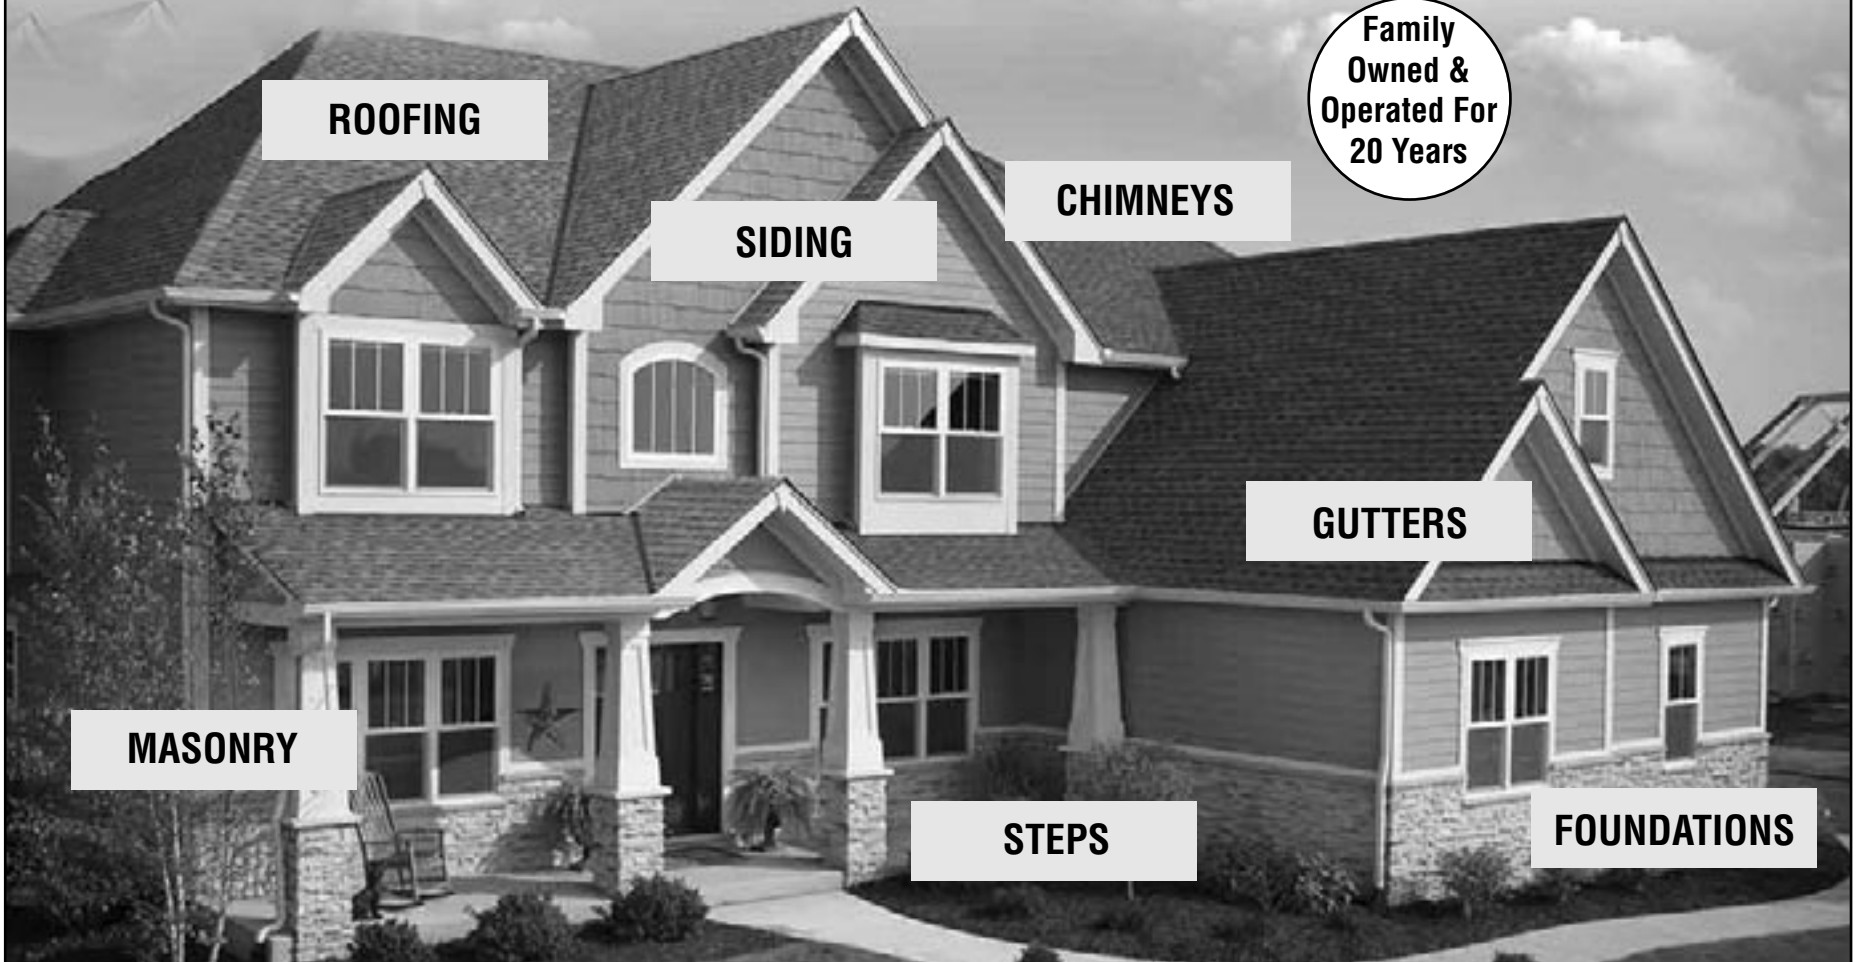 Family
Owned &
Operated For
20 Years
ROOFING
CHIMNEYS
SIDING
GUTTERS
MASONRY
STEPS
FOUNDATIONS